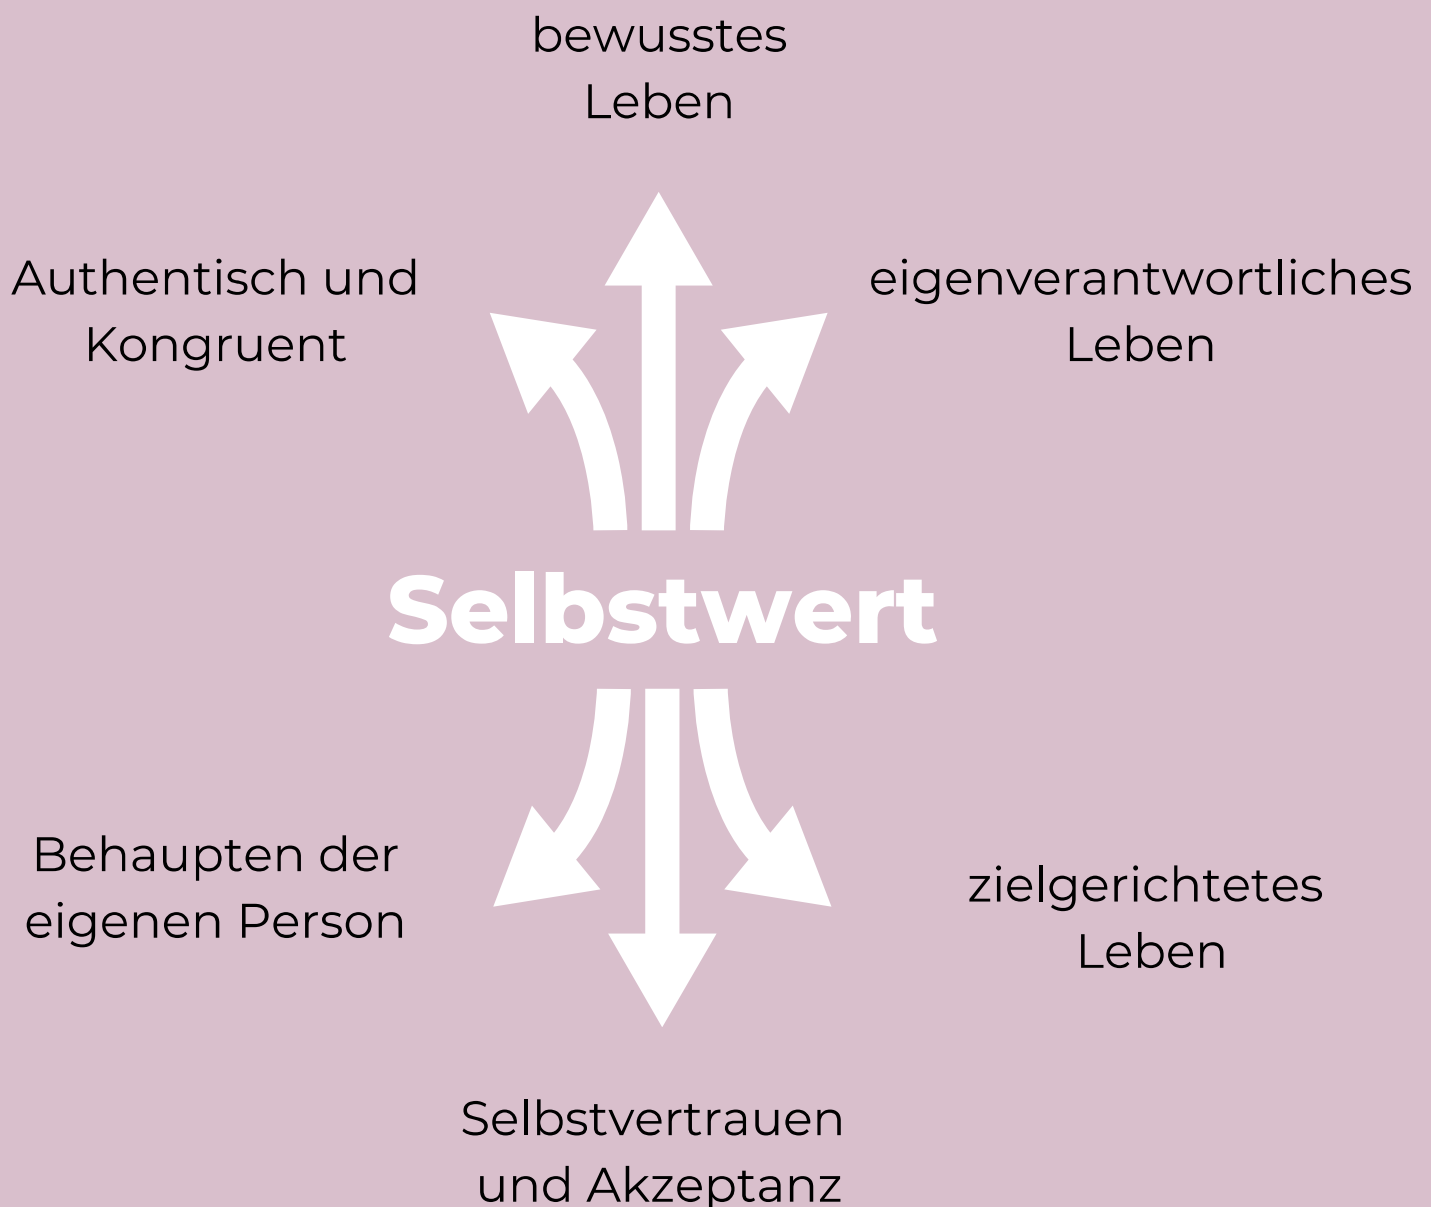 bewusstes
Leben
Authentisch und
Kongruent
eigenverantwortliches
Leben
Selbstwert
Behaupten der
eigenen Person
zielgerichtetes
Leben
Selbstvertrauen
und Akzeptanz